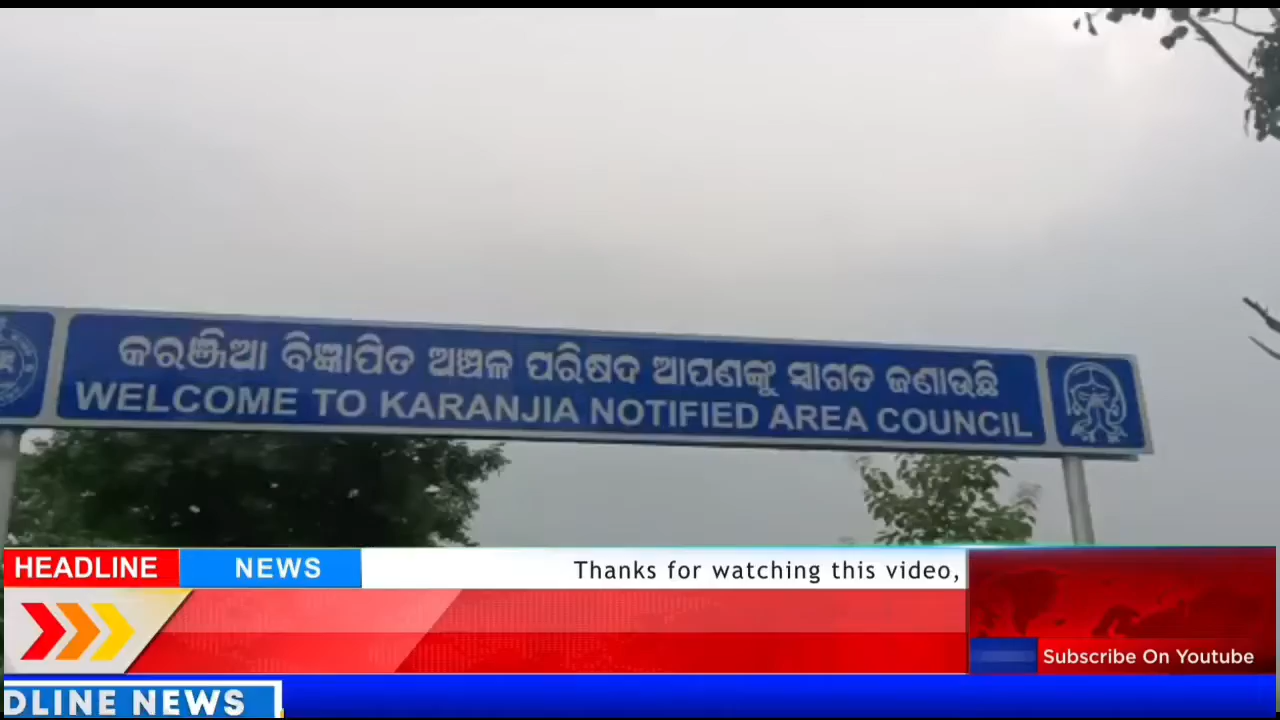 କରଞ୍ଜିଆ ବିଜ୍ଞାପିତ ଅଞ୍ଚଳ ପରିଷଦ ଆପଣଙ୍କୁ ସ୍ୱାଗତ ଜଣାଉଛି
WELCOME TO KARANJIA NOTIFIED AREA COUNCIL
HEADLINE NEWS Thanks for watching this video,
Subscribe On Youtube
DLINE NEWS